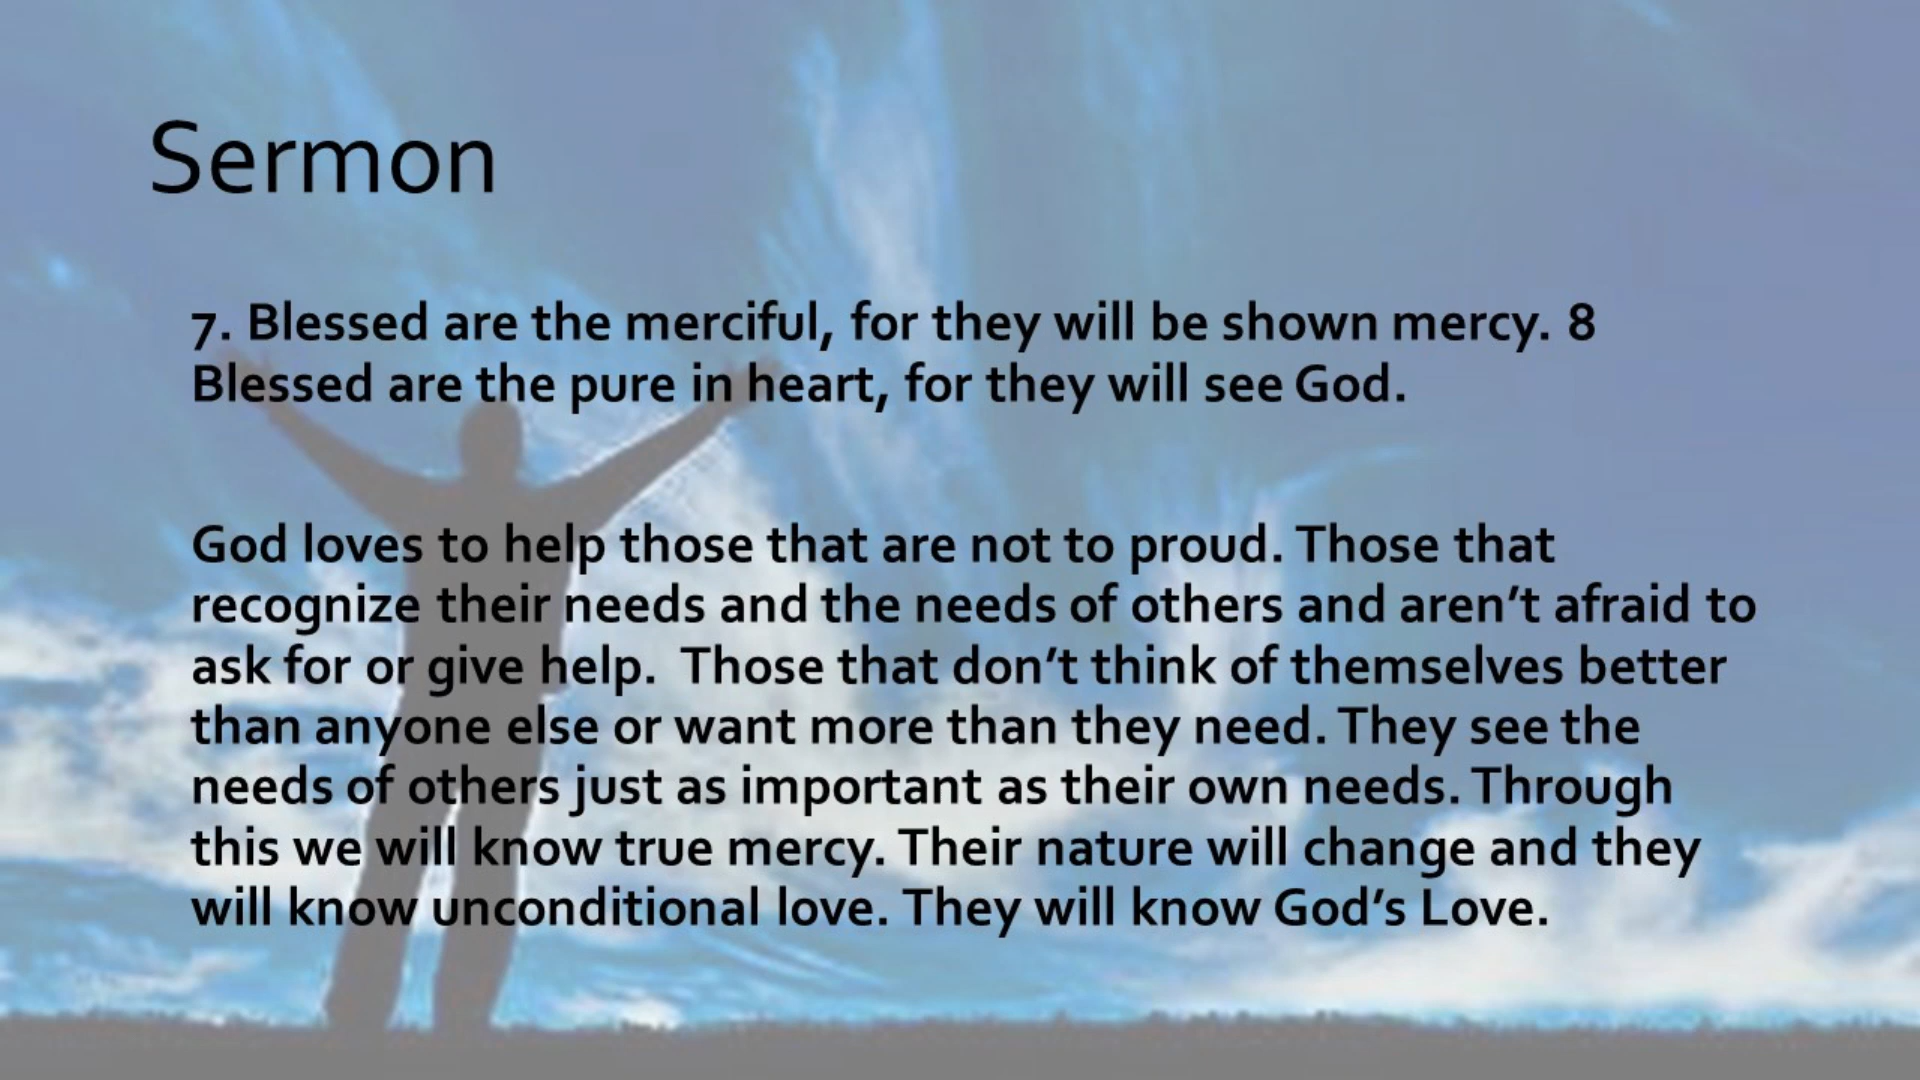 Sermon
7. Blessed are the merciful, for they will be shown mercy. 8
Blessed are the pure in heart, for they will see God.
God loves to help those that are not to proud. Those that
recognize their needs and the needs of others and aren’t afraid to
ask for or give help.  Those that don’t think of themselves better
than anyone else or want more than they need. They see the
needs of others just as important as their own needs. Through
this we will know true mercy. Their nature will change and they
will know unconditional love. They will know God’s Love.